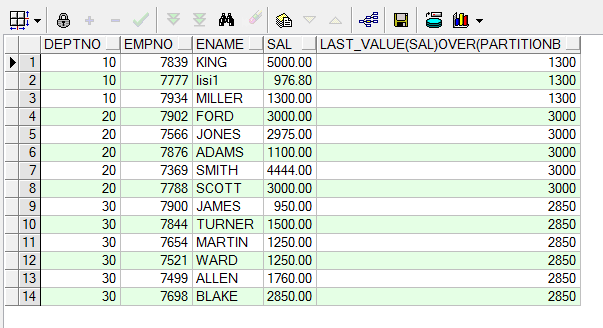 DEPTNO EMPNO ENAME SAL LAST_VALUE(SAL)OVER(PARTITIONB
1 10 7839 KING 5000.00 1300
2 10 7777 lisi1 976.80 1300
3 10 7934 MILLER 1300.00 1300
4 20 7902 FORD 3000.00 3000
5 20 7566 JONES 2975.00 3000
6 20 7876 ADAMS 1100.00 3000
7 20 7369 SMITH 4444.00 3000
8 20 7788 SCOTT 3000.00 3000
9 30 7900 JAMES 950.00 2850
10 30 7844 TURNER 1500.00 2850
11 30 7654 MARTIN 1250.00 2850
12 30 7521 WARD 1250.00 2850
13 30 7499 ALLEN 1760.00 2850
14 30 7698 BLAKE 2850.00 2850